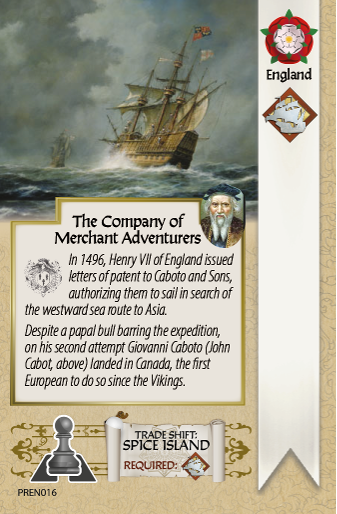 England
The Company of
Merchant Adventurers
In 1496, Henry VII of England issued
letters of patent to Caboto and Sons,
authorizing them to sail in search of
the westward sea route to Asia.
Despite a papal bull barring the expedition,
on his second attempt Giovanni Caboto (John
Cabot, above) landed in Canada, the first
European to do so since the Vikings.
TRADE SHIFT:
SPICE ISLAND
REQUIRED:
PREN016